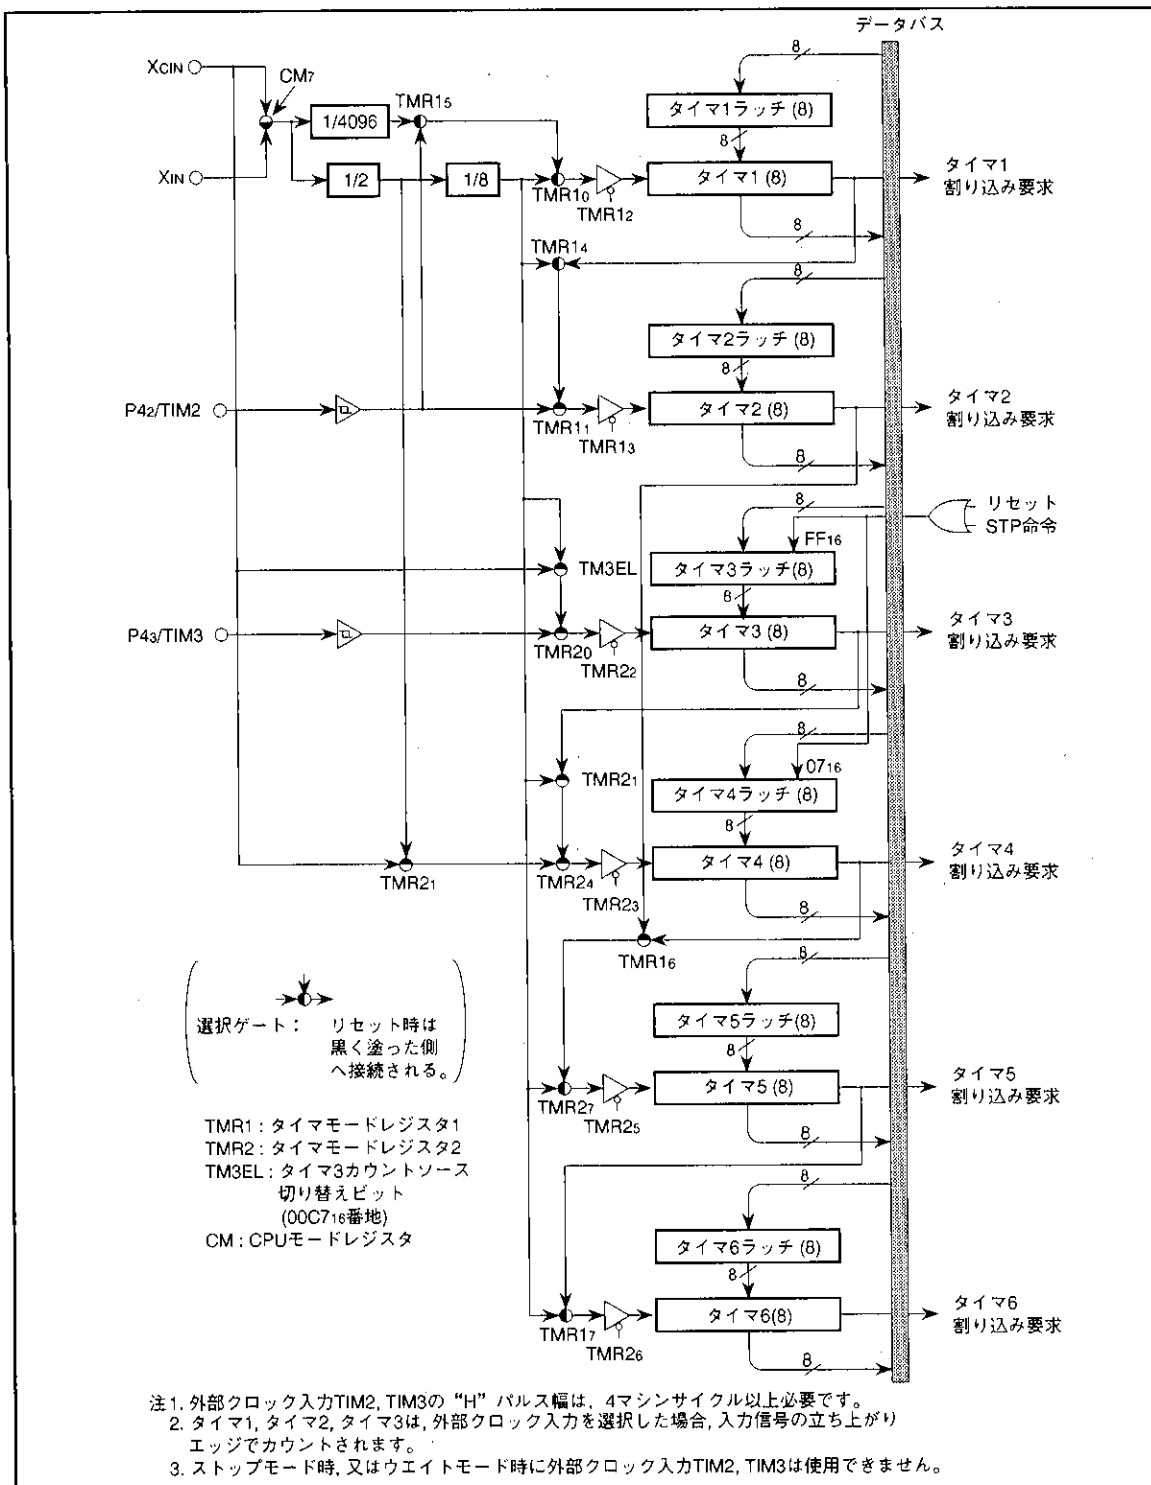 データバス
XCIN
CM7
TMR15
8
1/4096
タイマ1ラッチ (8)
8
XIN
1/2
1/8
タイマ1 (8)
タイマ1
割り込み要求
TMR10
TMR12
8
TMR14
8
タイマ2ラッチ (8)
8
P42/TIM2
タイマ2 (8)
タイマ2
割り込み要求
TMR11
TMR13
8
8
リセット
STP命令
FF16
TM3EL
タイマ3ラッチ(8)
8
P43/TIM3
タイマ3 (8)
タイマ3
割り込み要求
TMR20
TMR22
8
8
0716
TMR21
タイマ4ラッチ (8)
8
タイマ4 (8)
タイマ4
割り込み要求
TMR21
TMR24
TMR23
8
TMR16
8
選択ゲート： リセット時は
黒く塗った側
へ接続される。
タイマ5ラッチ(8)
8
タイマ5 (8)
タイマ5
割り込み要求
TMR27
TMR25
8
TMR1 : タイマモードレジスタ1
TMR2 : タイマモードレジスタ2
TM3EL : タイマ3カウントソース
切り替えビット
(00C716番地)
CM : CPUモードレジスタ
8
タイマ6ラッチ (8)
8
タイマ6(8)
タイマ6
割り込み要求
TMR17
TMR26
8
注1. 外部クロック入力TIM2, TIM3の“H”パルス幅は, 4マシンサイクル以上必要です。
2. タイマ1, タイマ2, タイマ3は, 外部クロック入力を選択した場合, 入力信号の立ち上がり
エッジでカウントされます。
3. ストップモード時, 又はウエイトモード時に外部クロック入力TIM2, TIM3は使用できません。